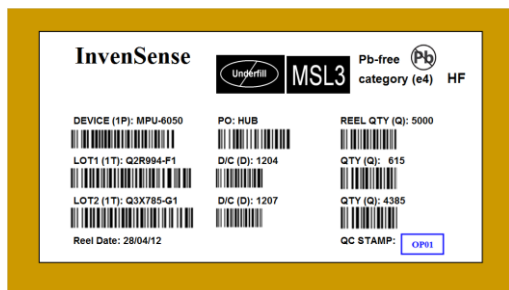 InvenSense
Underfill
MSL3
Pb-free
category (e4)
Pb
HF
DEVICE (1P): MPU-6050
PO: HUB
REEL QTY (Q): 5000
LOT1 (1T): Q2R994-F1
D/C (D): 1204
QTY (Q): 615
LOT2 (1T): Q3X785-G1
D/C (D): 1207
QTY (Q): 4385
Reel Date: 28/04/12
QC STAMP:
OP01